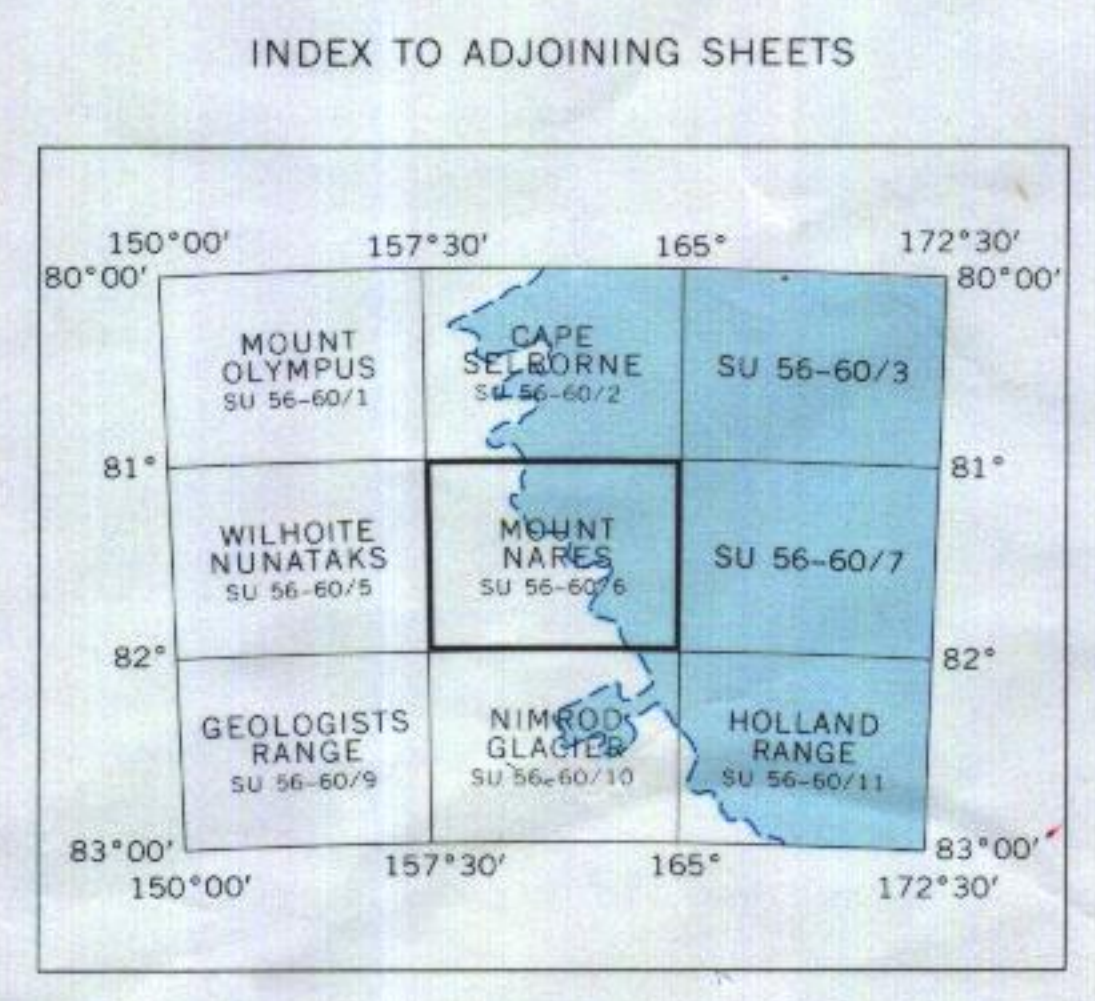 INDEX TO ADJOINING SHEETS
150°00′ 157°30′ 165° 172°30′
80°00′ 80°00′
MOUNT
OLYMPUS
SU 56-60/1
CAPE
SELBORNE
SU 56-60/2
SU 56-60/3
81° 81°
WILHOITE
NUNATAKS
SU 56-60/5
MOUNT
NARES
SU 56-60/6
SU 56-60/7
82° 82°
GEOLOGISTS
RANGE
SU 56-60/9
NIMROD
GLACIER
SU 56-60/10
HOLLAND
RANGE
SU 56-60/11
83°00′ 83°00′
150°00′ 157°30′ 165° 172°30′